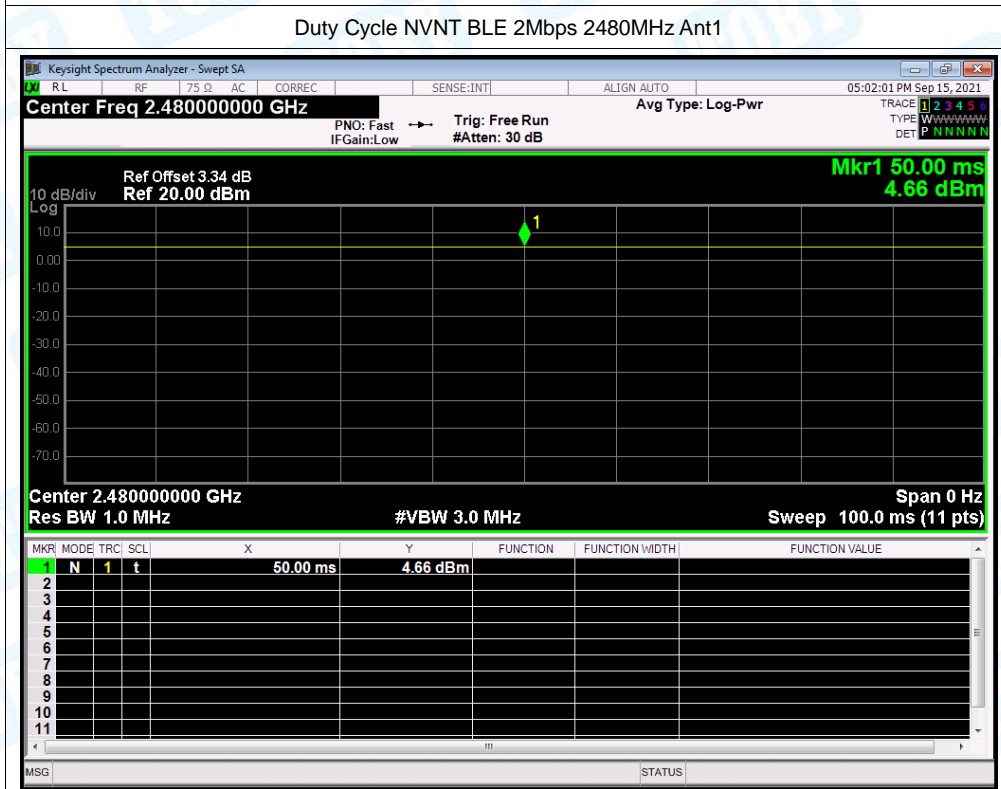 Duty Cycle NVNT BLE 2Mbps 2480MHz Ant1
Keysight Spectrum Analyzer - Swept SA
LXI RL RF 75 Ω AC CORREC SENSE:INT ALIGN AUTO 05:02:01 PM Sep 15, 2021
Center Freq 2.480000000 GHz Avg Type: Log-Pwr TRACE 1 2 3 4 5 6
PNO: Fast Trig: Free Run TYPE WWWWWW
IFGain:Low #Atten: 30 dB DET P N N N N N
Mkr1 50.00 ms
Ref Offset 3.34 dB
10 dB/div Ref 20.00 dBm 4.66 dBm
Log
1
10.0
0.00
-10.0
-20.0
-30.0
-40.0
-50.0
-60.0
-70.0
Center 2.480000000 GHz Span 0 Hz
Res BW 1.0 MHz #VBW 3.0 MHz Sweep 100.0 ms (11 pts)
MKR MODE TRC SCL X Y FUNCTION FUNCTION WIDTH FUNCTION VALUE
1 N 1 t 50.00 ms 4.66 dBm
2
3
4
5
6
7
8
9
10
11
MSG STATUS